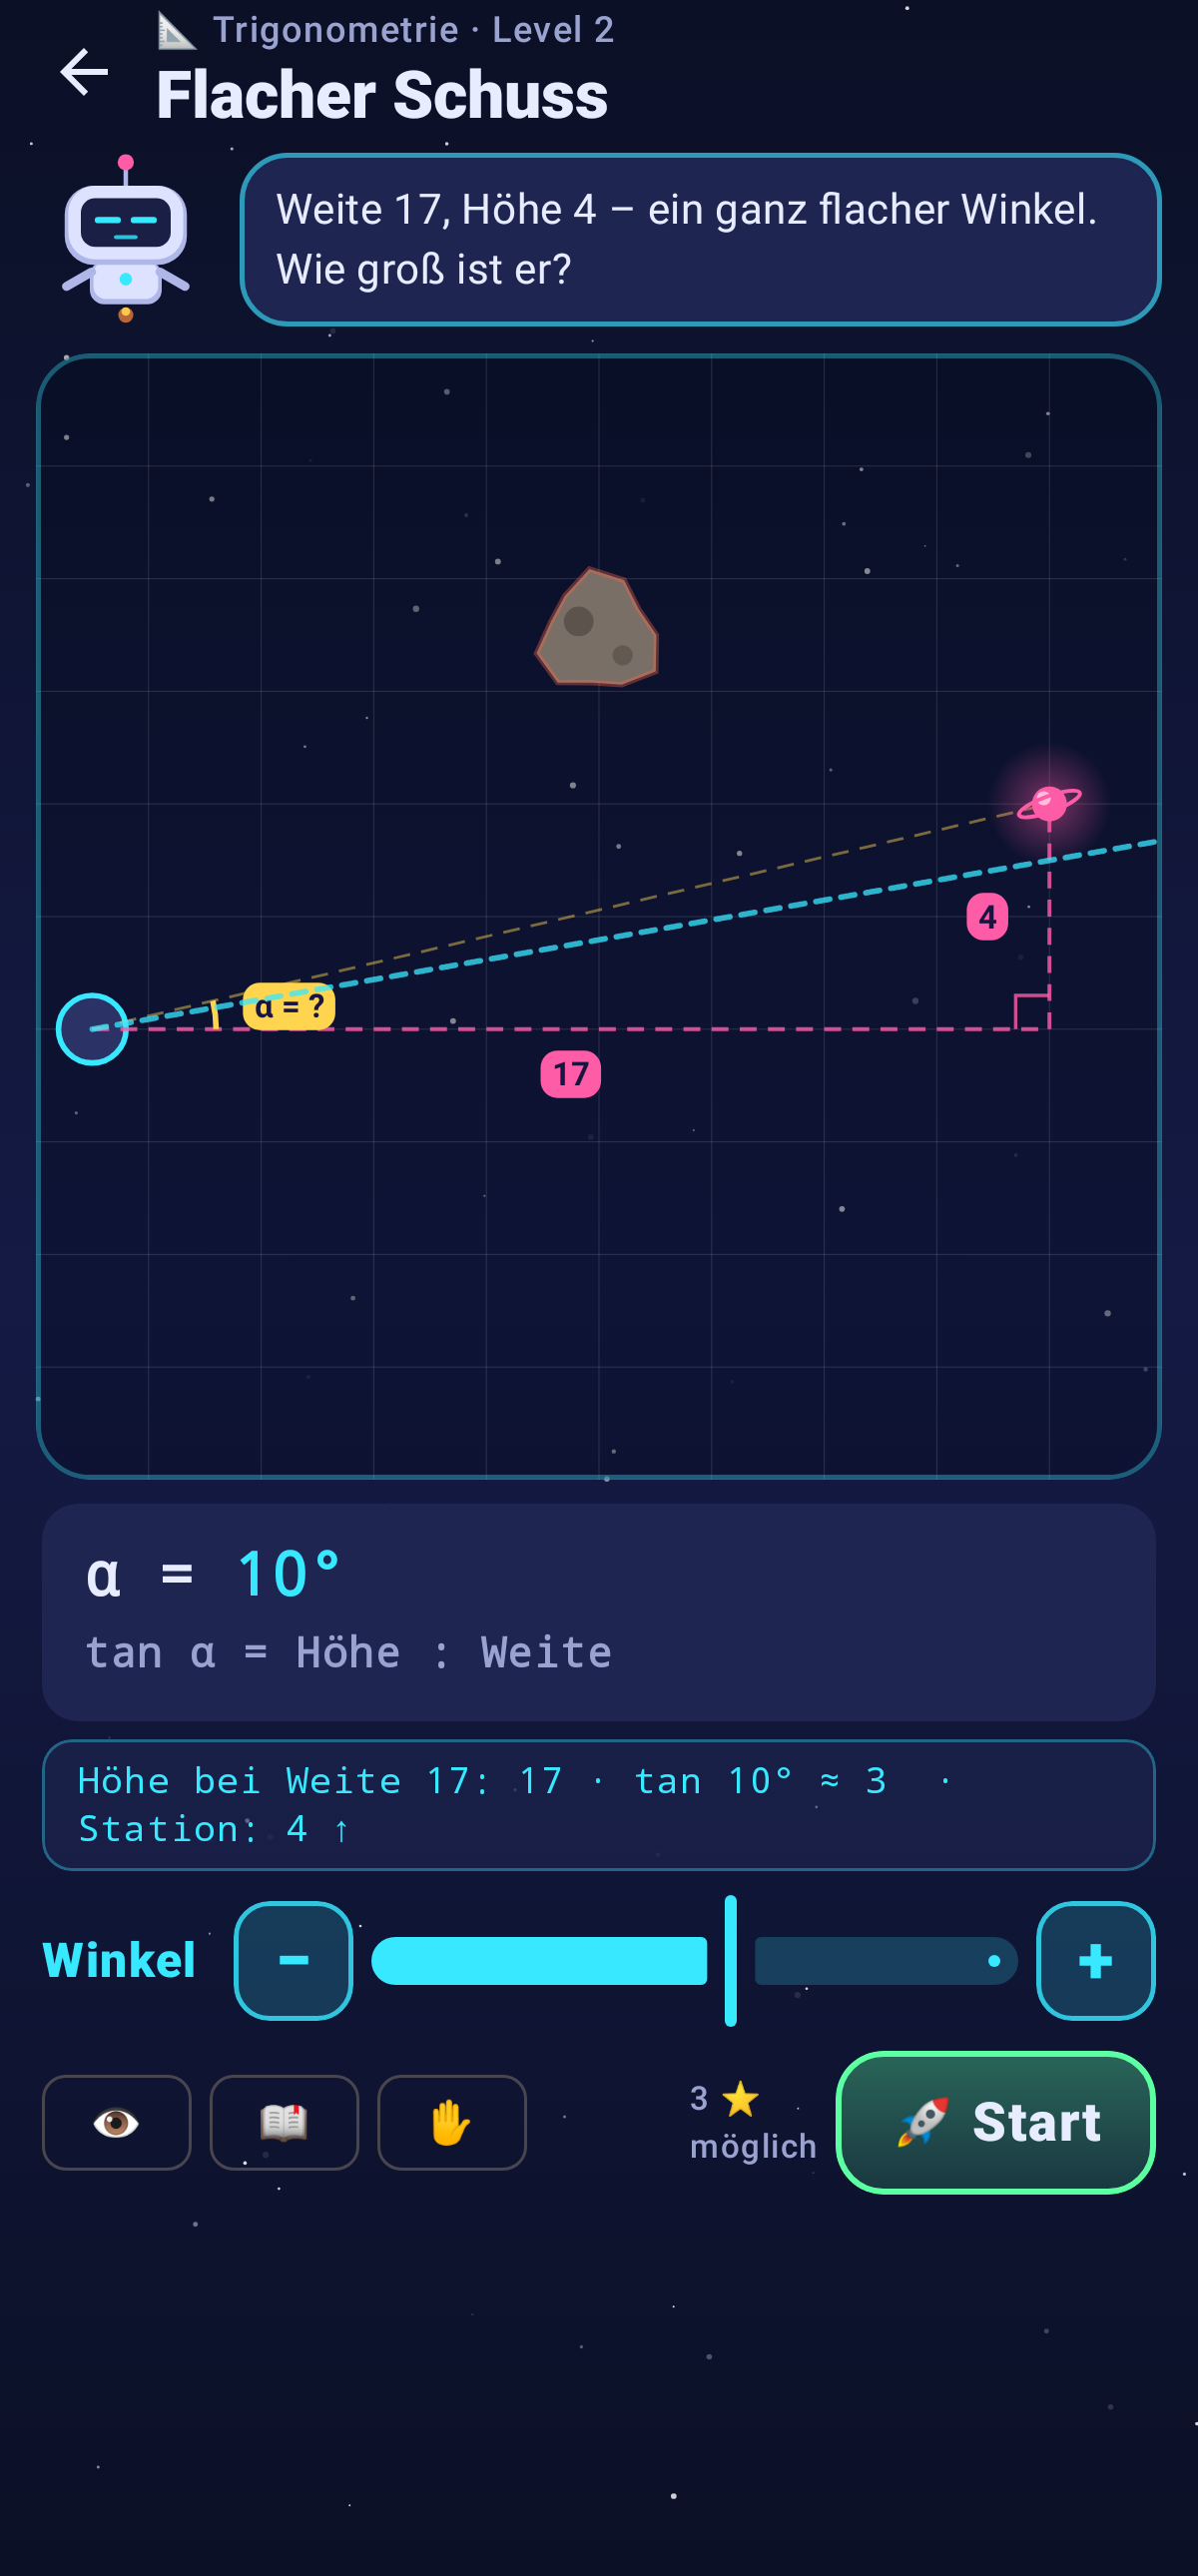 📐 Trigonometrie · Level 2
Flacher Schuss
Weite 17, Höhe 4 – ein ganz flacher Winkel.
Wie groß ist er?
4
α = ?
17
α = 10°
tan α = Höhe : Weite
Höhe bei Weite 17: 17 · tan 10° ≈ 3 ·
Station: 4 ↑
Winkel − +
3 ⭐
möglich
🚀 Start